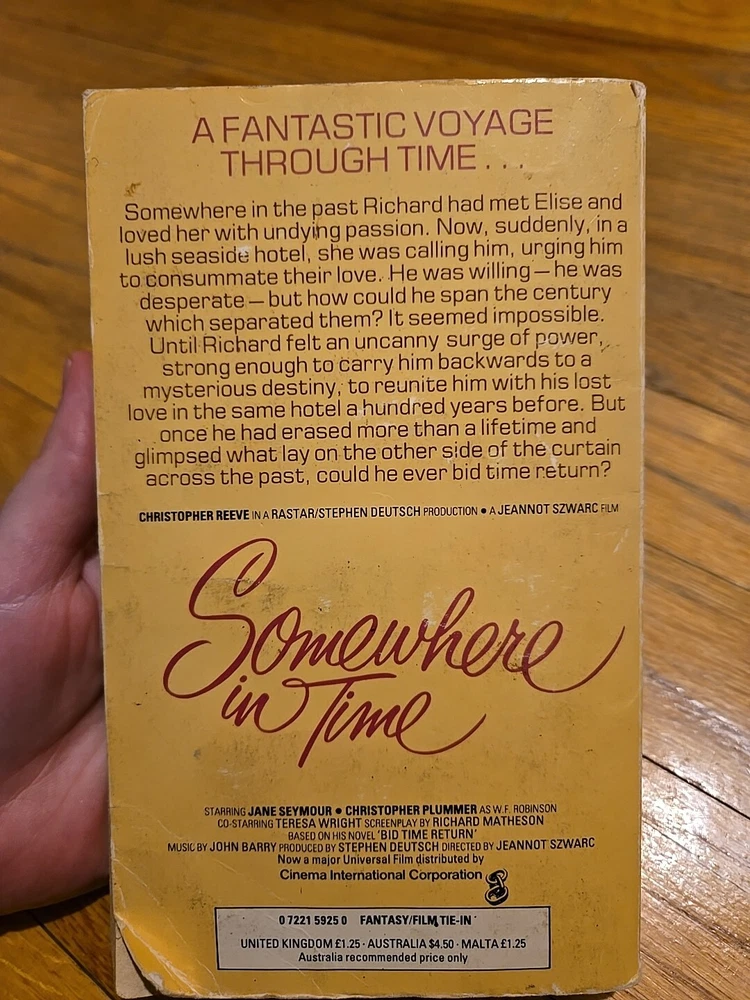 A FANTASTIC VOYAGE
THROUGH TIME . . .
Somewhere in the past Richard had met Elise and
loved her with undying passion. Now, suddenly, in a
lush seaside hotel, she was calling him, urging him
to consummate their love. He was willing — he was
desperate — but how could he span the century
which separated them? It seemed impossible.
Until Richard felt an uncanny surge of power,
strong enough to carry him backwards to a
mysterious destiny, to reunite him with his lost
love in the same hotel a hundred years before. But
once he had erased more than a lifetime and
glimpsed what lay on the other side of the curtain
across the past, could he ever bid time return?
CHRISTOPHER REEVE IN A RASTAR/STEPHEN DEUTSCH PRODUCTION • A JEANNOT SZWARC FILM
Somewhere
in Time
STARRING JANE SEYMOUR • CHRISTOPHER PLUMMER AS W.F. ROBINSON
CO-STARRING TERESA WRIGHT SCREENPLAY BY RICHARD MATHESON
BASED ON HIS NOVEL 'BID TIME RETURN'
MUSIC BY JOHN BARRY PRODUCED BY STEPHEN DEUTSCH DIRECTED BY JEANNOT SZWARC
Now a major Universal Film distributed by
Cinema International Corporation
0 7221 5925 0 FANTASY/FILM TIE-IN
UNITED KINGDOM £1.25 · AUSTRALIA $4.50 · MALTA £1.25
Australia recommended price only